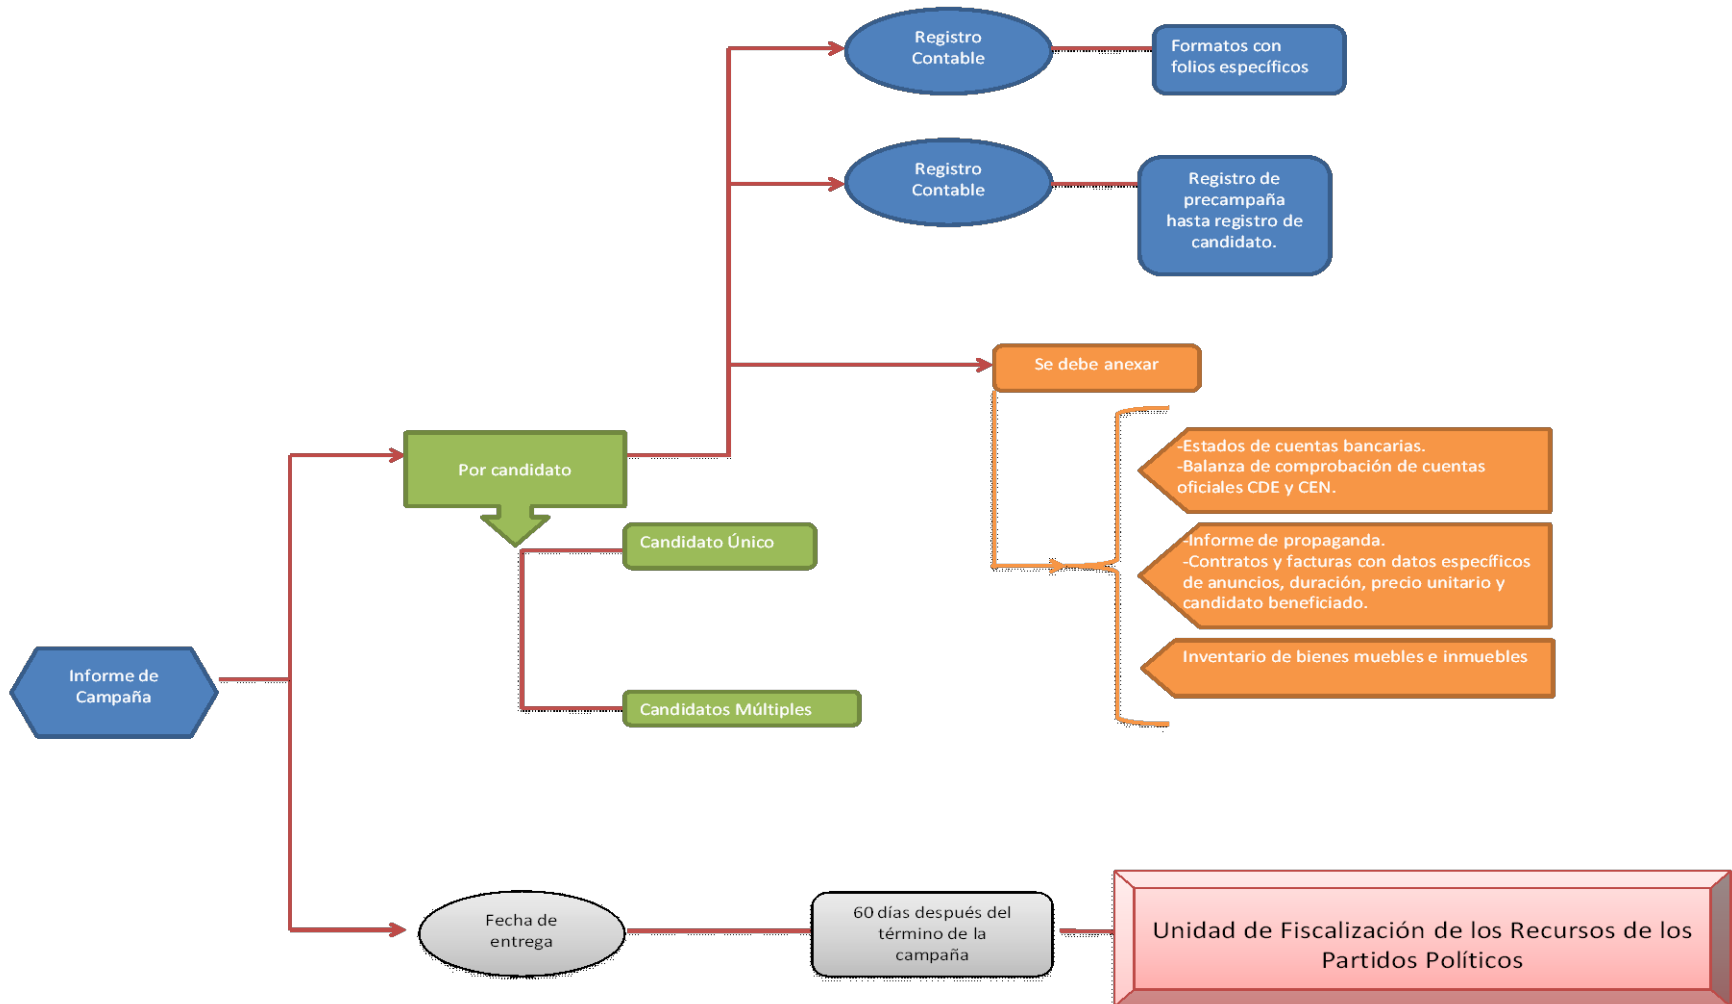 Registro
Contable
Formatos con
folios específicos
Registro
Contable
Registro de
precampaña
hasta registro de
candidato.
Se debe anexar
Por candidato
-Estados de cuentas bancarias.
-Balanza de comprobación de cuentas
oficiales CDE y CEN.
Candidato Único
-Informe de propaganda.
-Contratos y facturas con datos específicos
de anuncios, duración, precio unitario y
candidato beneficiado.
Inventario de bienes muebles e inmuebles
Informe de
Campaña
Candidatos Múltiples
Fecha de
entrega
60 días después del
término de la
campaña
Unidad de Fiscalización de los Recursos de los
Partidos Políticos